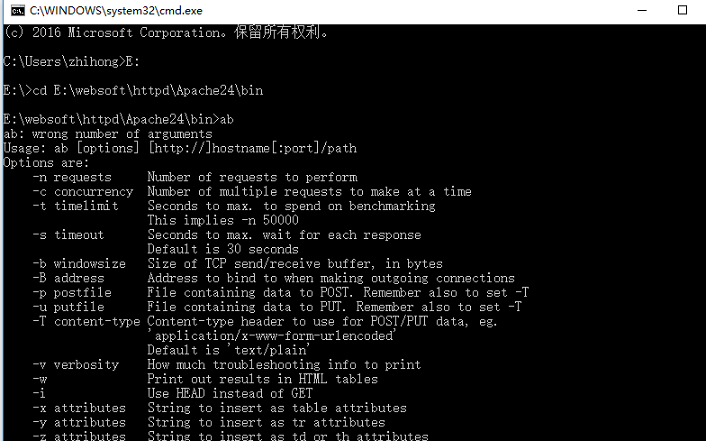 C:\WINDOWS\system32\cmd.exe
(c) 2016 Microsoft Corporation。保留所有权利。
C:\Users\zhihong>E:
E:\>cd E:\websoft\httpd\Apache24\bin
E:\websoft\httpd\Apache24\bin>ab
ab: wrong number of arguments
Usage: ab [options] [http://]hostname[:port]/path
Options are:
    -n requests     Number of requests to perform
    -c concurrency  Number of multiple requests to make at a time
    -t timelimit    Seconds to max. to spend on benchmarking
                    This implies -n 50000
    -s timeout      Seconds to max. wait for each response
                    Default is 30 seconds
    -b windowsize   Size of TCP send/receive buffer, in bytes
    -B address      Address to bind to when making outgoing connections
    -p postfile     File containing data to POST. Remember also to set -T
    -u putfile      File containing data to PUT. Remember also to set -T
    -T content-type Content-type header to use for POST/PUT data, eg.
                    'application/x-www-form-urlencoded'
                    Default is 'text/plain'
    -v verbosity    How much troubleshooting info to print
    -w              Print out results in HTML tables
    -i              Use HEAD instead of GET
    -x attributes   String to insert as table attributes
    -y attributes   String to insert as tr attributes
    -z attributes   String to insert as td or th attributes